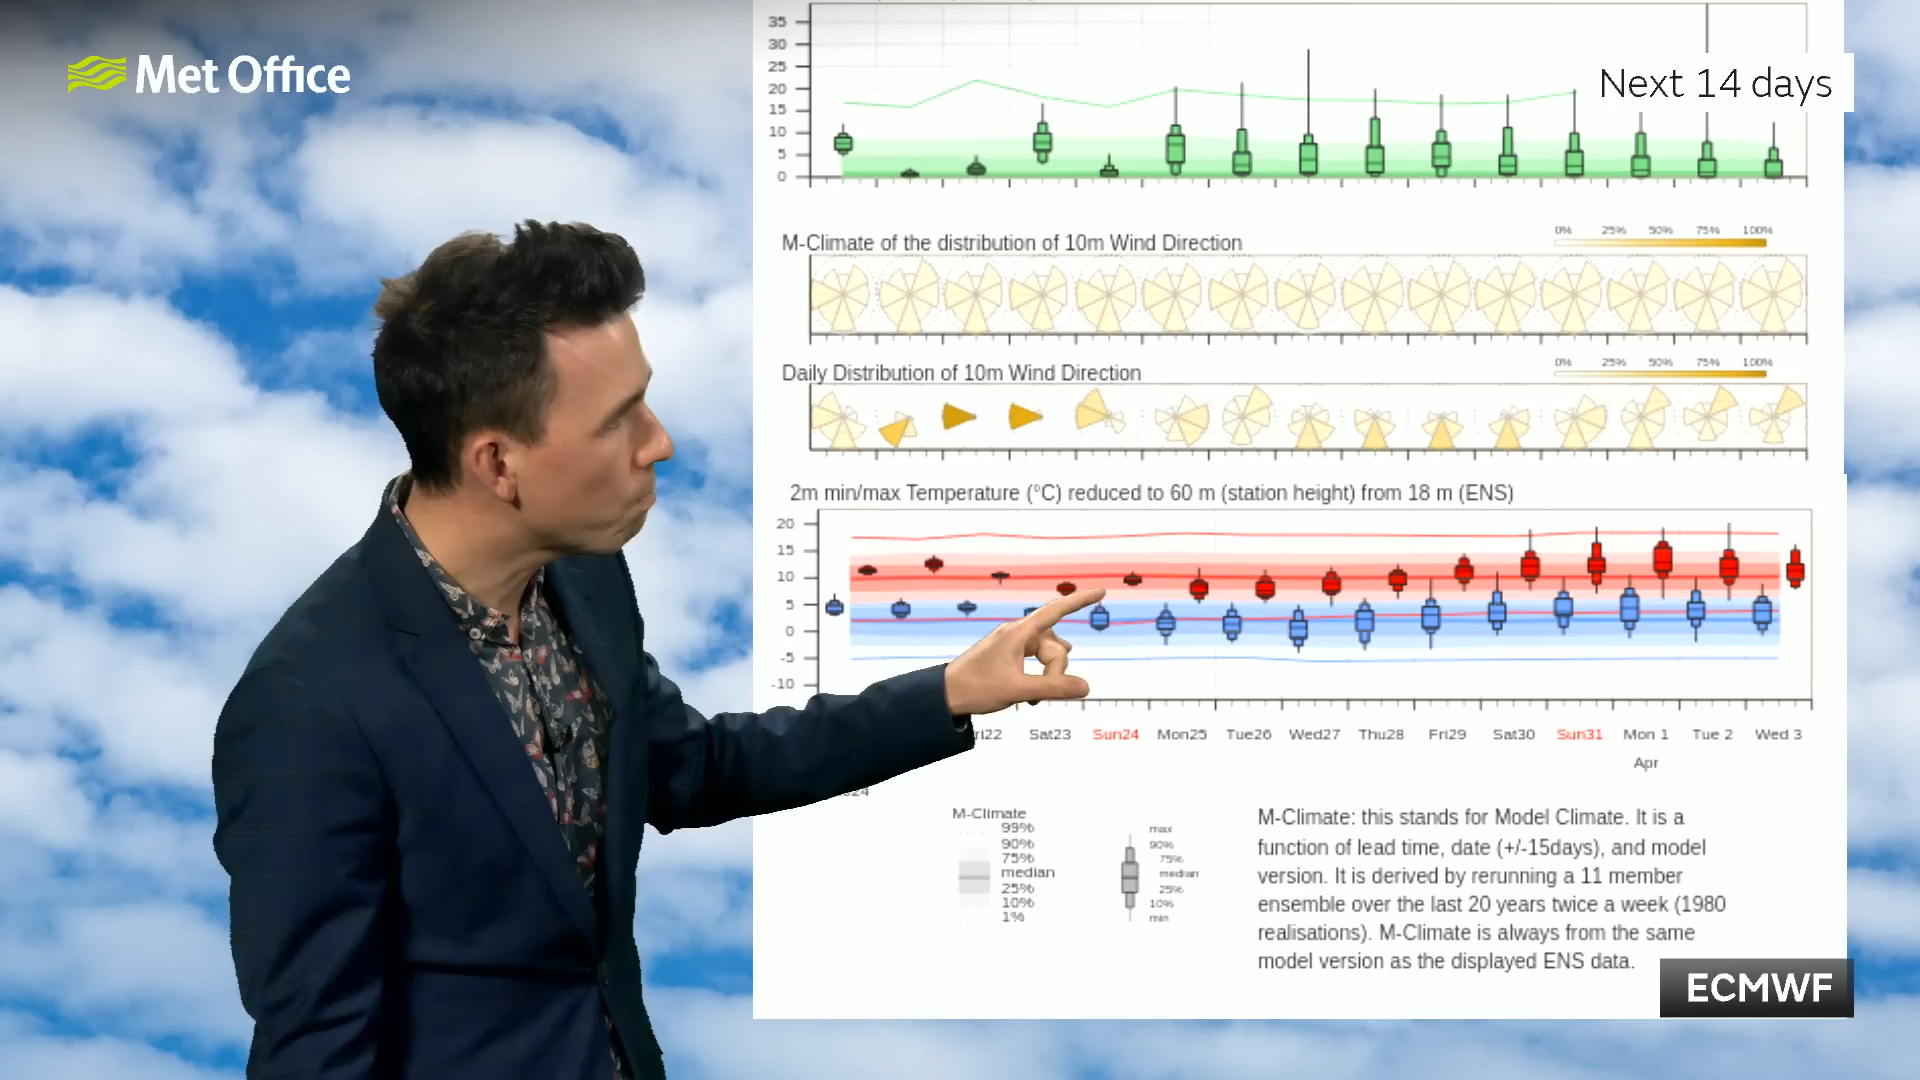 Met Office
Next 14 days
35
30
25
20
15
10
5
0
M-Climate of the distribution of 10m Wind Direction
0% 25% 50% 75% 100%
Daily Distribution of 10m Wind Direction
0% 25% 50% 75% 100%
2m min/max Temperature (°C) reduced to 60 m (station height) from 18 m (ENS)
20
15
10
5
0
-5
-10
Sat23 Sun24 Mon25 Tue26 Wed27 Thu28 Fri29 Sat30 Sun31 Mon 1 Tue 2 Wed 3
Apr
M-Climate
99%
90%
75%
median
25%
10%
1%
max
90%
75%
median
25%
10%
min
M-Climate: this stands for Model Climate. It is a
function of lead time, date (+/-15days), and model
version. It is derived by rerunning a 11 member
ensemble over the last 20 years twice a week (1980
realisations). M-Climate is always from the same
model version as the displayed ENS data.
ECMWF